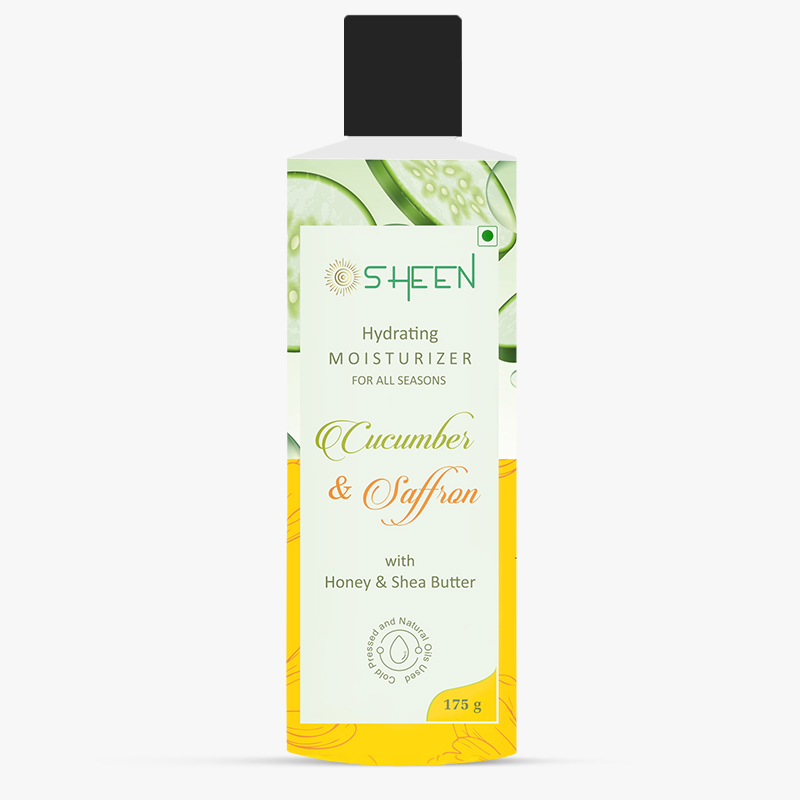 SHEEN
Hydrating
MOISTURIZER
FOR ALL SEASONS
Cucumber
& Saffron
with
Honey & Shea Butter
Cold Pressed and Natural Oils Used
175 g